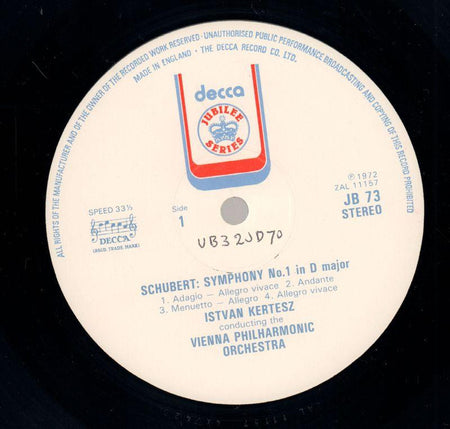 ALL RIGHTS OF THE MANUFACTURER AND OF THE OWNER OF THE RECORDED WORK RESERVED · UNAUTHORISED PUBLIC PERFORMANCE BROADCASTING AND COPYING OF THIS RECORD PROHIBITED
MADE IN ENGLAND · THE DECCA RECORD CO. LTD.
decca
JUBILEE
SERIES
℗ 1972
ZAL 11157
JB 73
STEREO
SPEED 33⅓
DECCA
(REGD. TRADE MARK)
Side
1
UB32JD70
SCHUBERT: SYMPHONY No.1 in D major
1. Adagio — Allegro vivace 2. Andante
3. Menuetto — Allegro 4. Allegro vivace
ISTVAN KERTESZ
conducting the
VIENNA PHILHARMONIC
ORCHESTRA